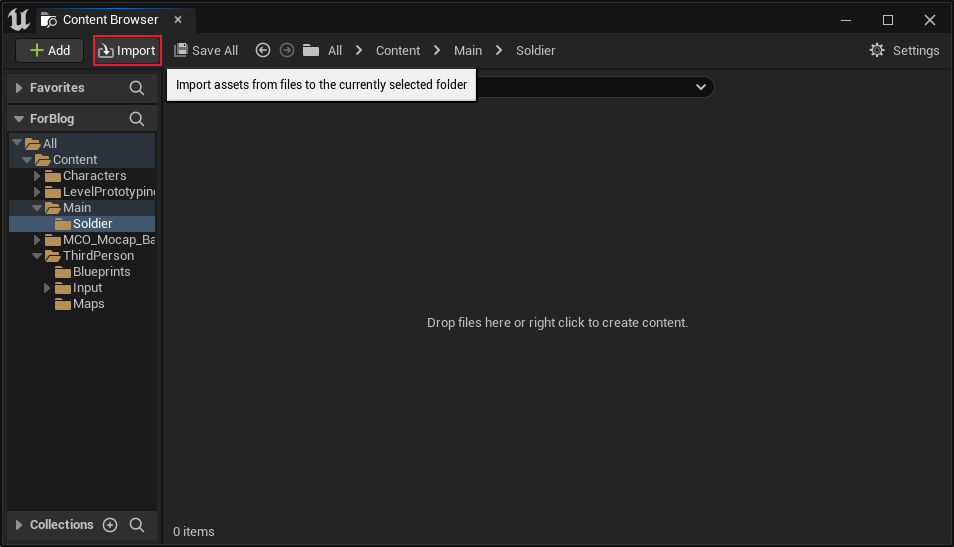 Content Browser
Add Import Save All All Content Main Soldier Settings
Import assets from files to the currently selected folder
Favorites
ForBlog
All
Content
Characters
LevelPrototyping
Main
Soldier
MCO_Mocap_Ba
ThirdPerson
Blueprints
Input
Maps
Drop files here or right click to create content.
Collections
0 items